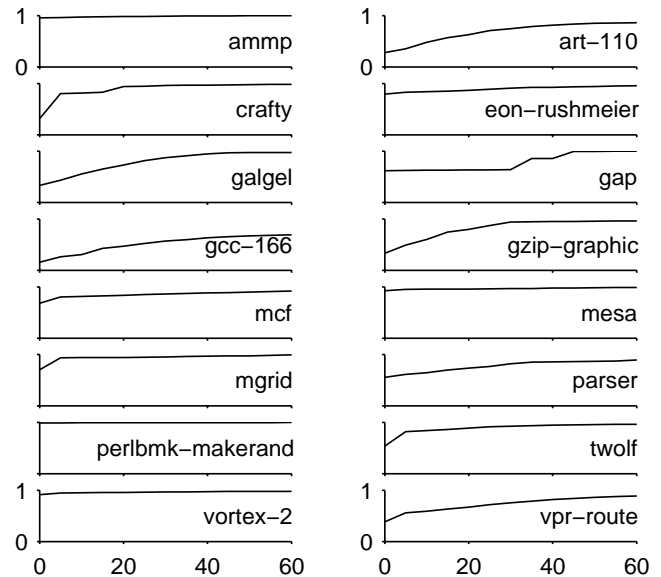 1
ammp
0
crafty
galgel
gcc−166
mcf
mgrid
perlbmk−makerand
1
vortex−2
0
0 20 40 60
1
art−110
0
eon−rushmeier
gap
gzip−graphic
mesa
parser
twolf
1
vpr−route
0
0 20 40 60